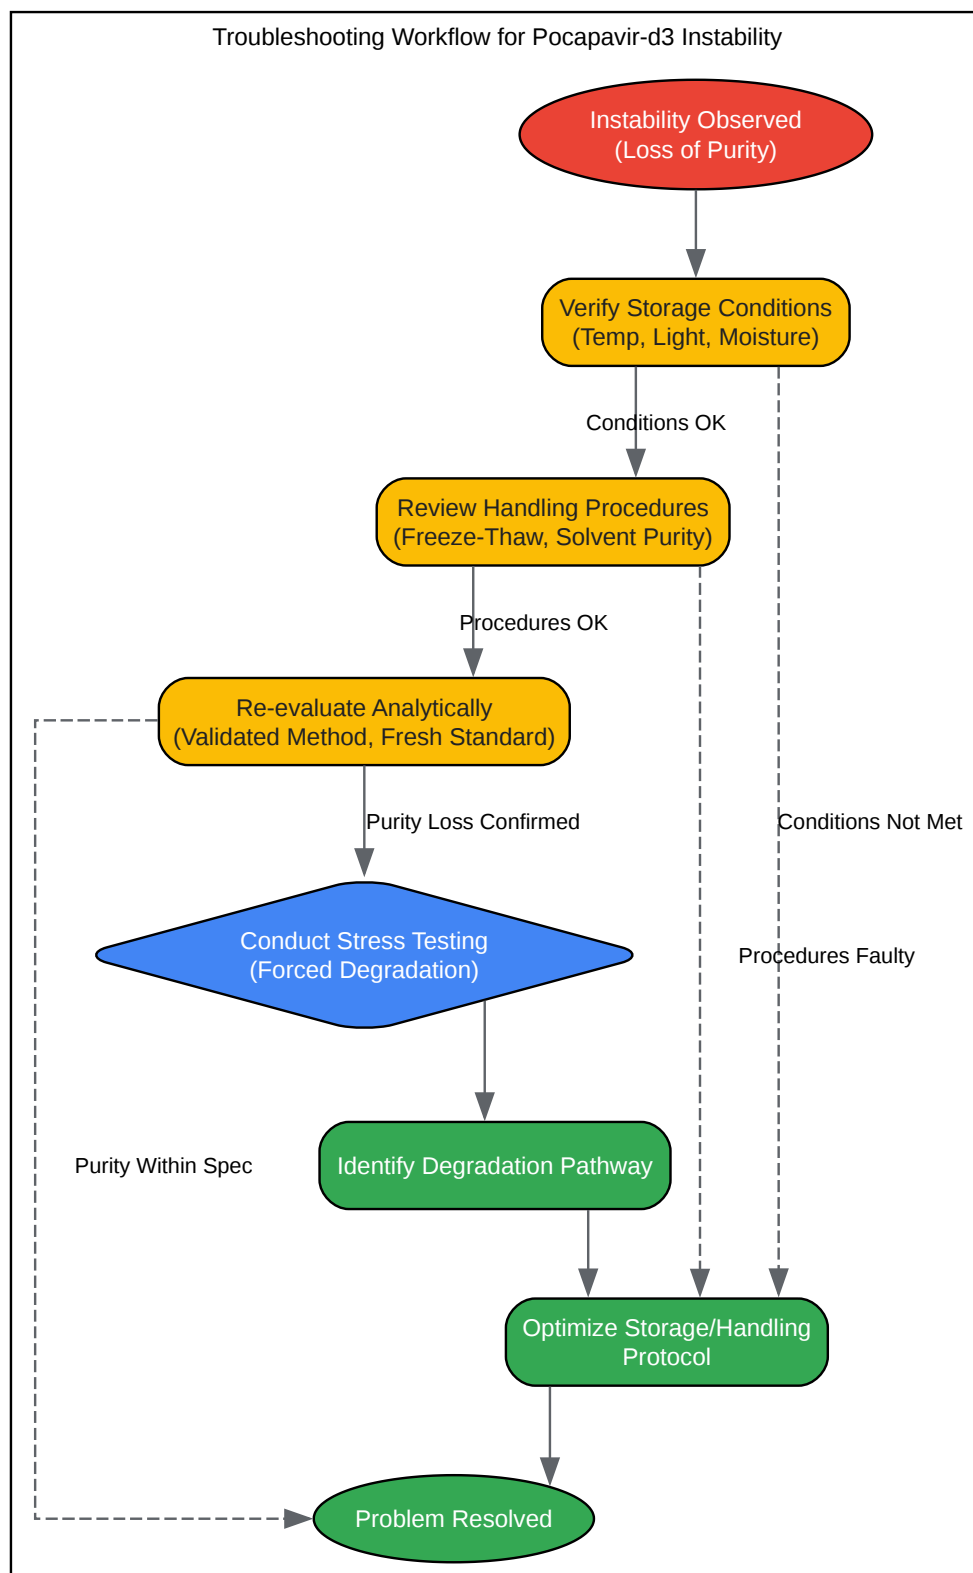 Troubleshooting Workflow for Pocapavir-d3 Instability
Instability Observed
(Loss of Purity)
Verify Storage Conditions
(Temp, Light, Moisture)
Conditions OK
Review Handling Procedures
(Freeze-Thaw, Solvent Purity)
Procedures OK
Re-evaluate Analytically
(Validated Method, Fresh Standard)
Purity Loss Confirmed
Conditions Not Met
Conduct Stress Testing
(Forced Degradation)
Procedures Faulty
Purity Within Spec
Identify Degradation Pathway
Optimize Storage/Handling
Protocol
Problem Resolved